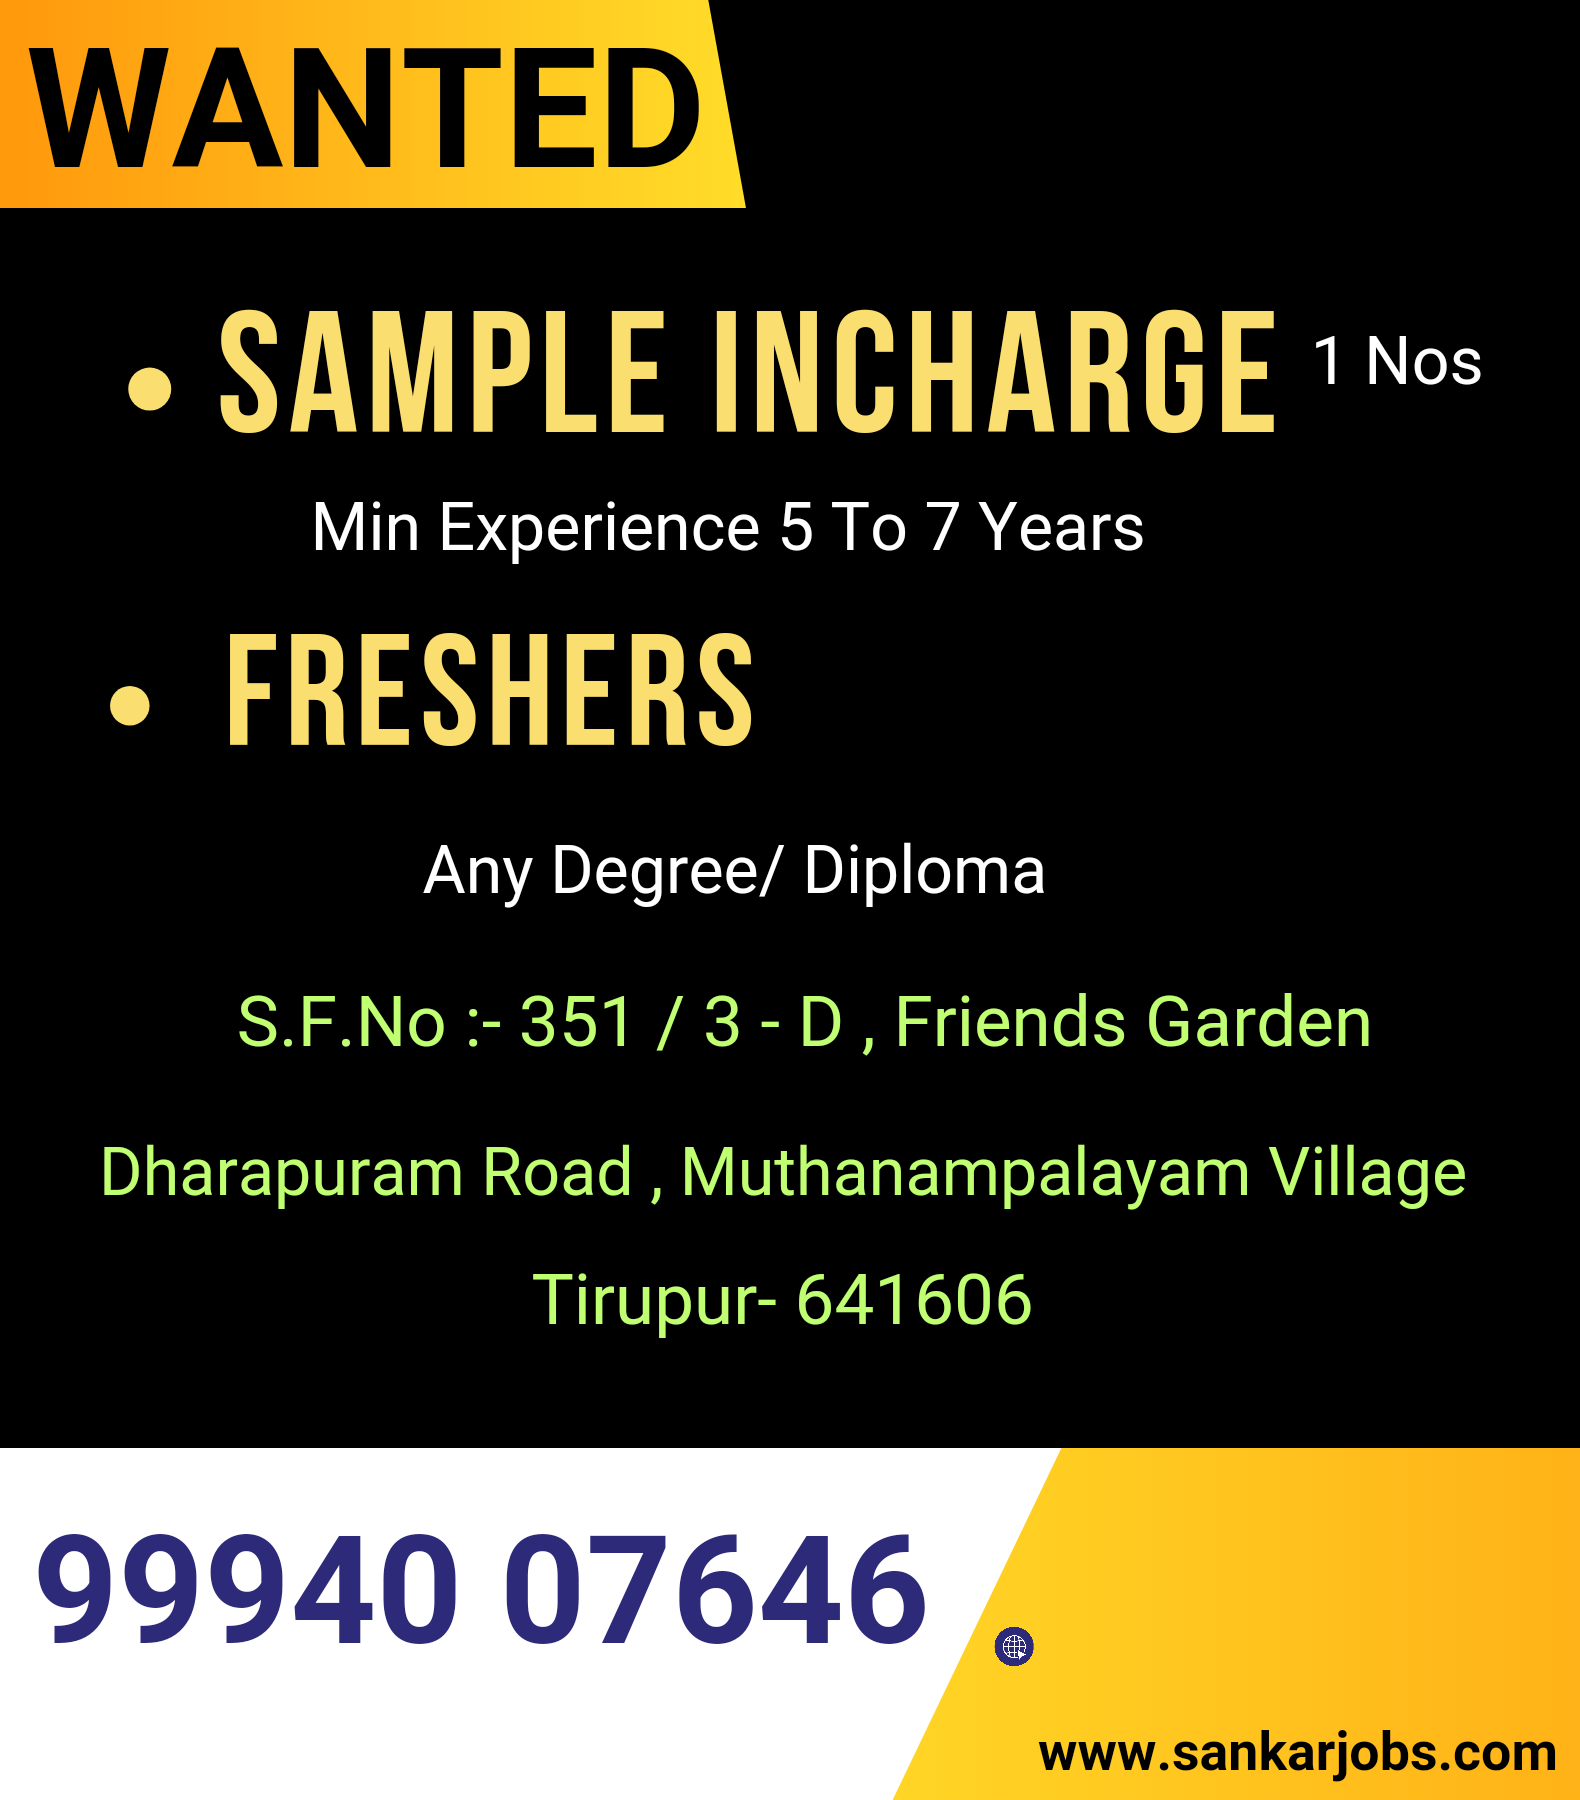 WANTED
• SAMPLE INCHARGE 1 Nos
Min Experience 5 To 7 Years
• FRESHERS
Any Degree/ Diploma
S.F.No :- 351 / 3 - D , Friends Garden
Dharapuram Road , Muthanampalayam Village
Tirupur- 641606
99940 07646
www.sankarjobs.com